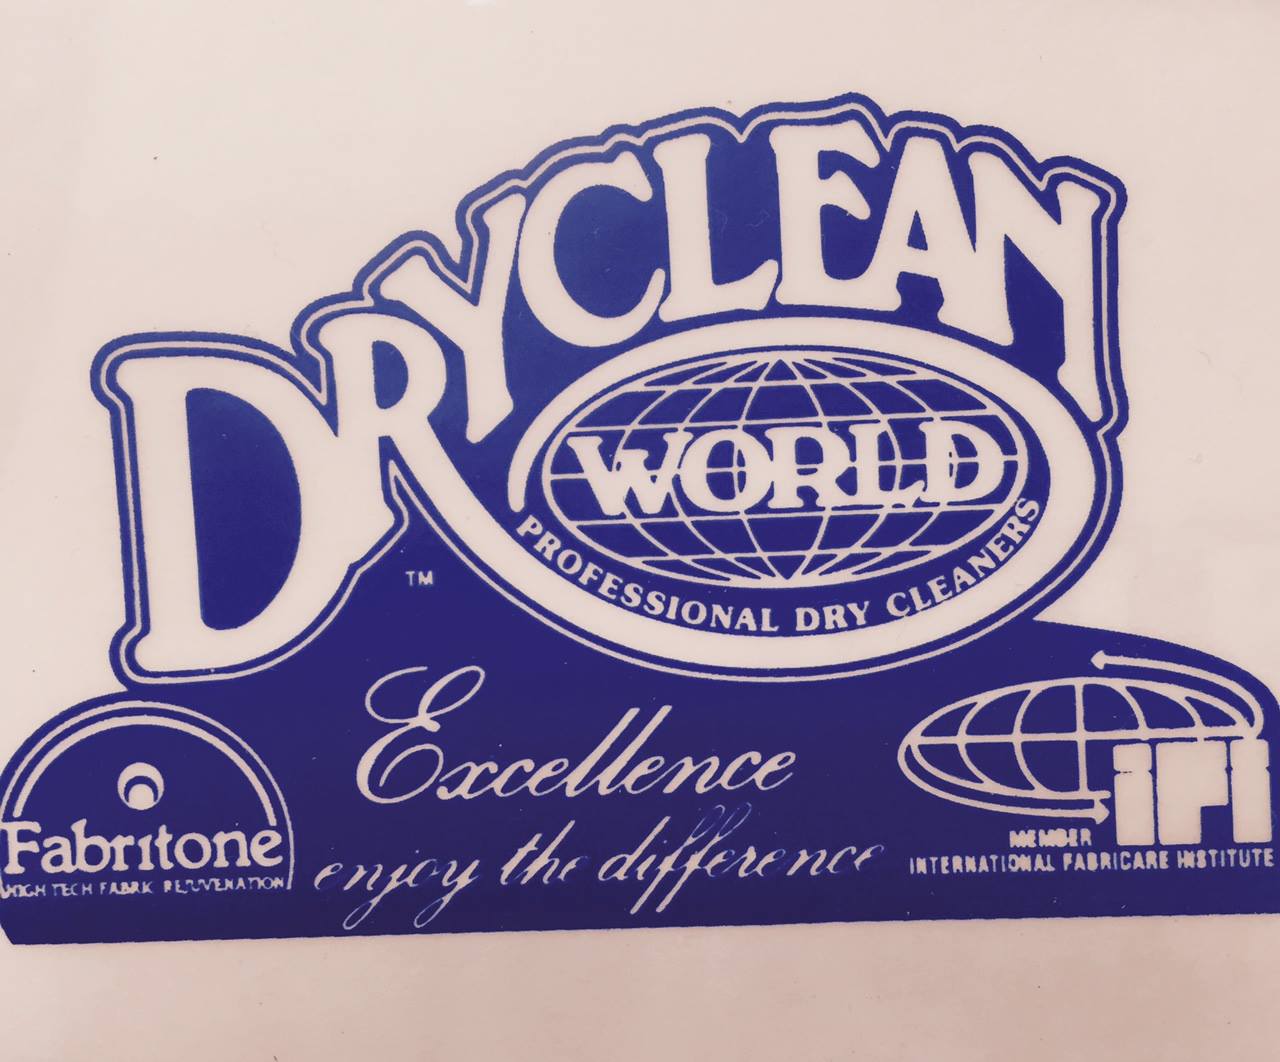 DRYCLEAN
WORLD
PROFESSIONAL DRY CLEANERS
TM
Excellence
enjoy the difference
Fabritone
HIGH TECH FABRIC REJUVENATION
IFI
MEMBER
INTERNATIONAL FABRICARE INSTITUTE